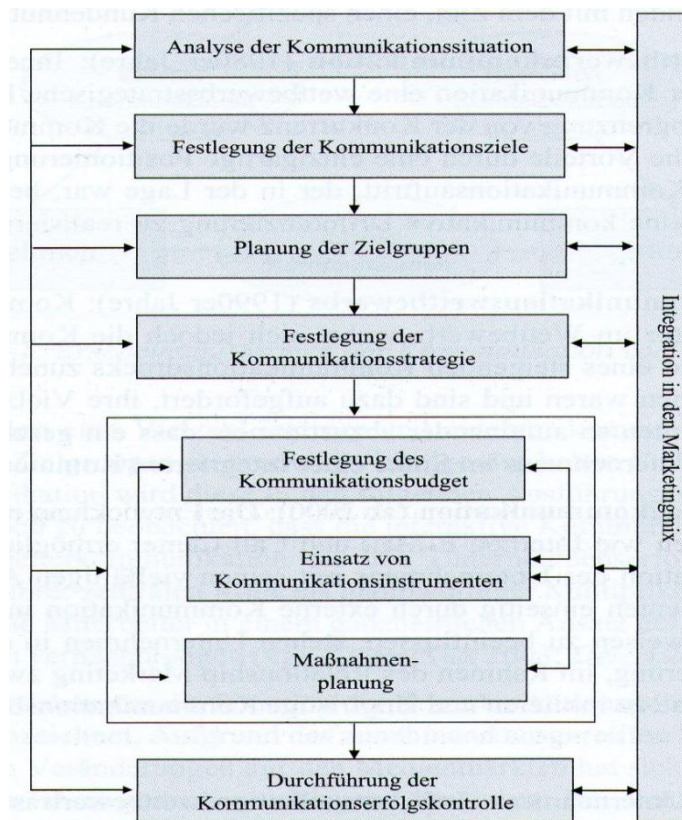 Analyse der Kommunikationssituation
Festlegung der Kommunikationsziele
Planung der Zielgruppen
Festlegung der
Kommunikationsstrategie
Festlegung des
Kommunikationsbudget
Einsatz von
Kommunikationsinstrumenten
Maßnahmen-
planung
Durchführung der
Kommunikationserfolgskontrolle
Integration in den Marketingmix